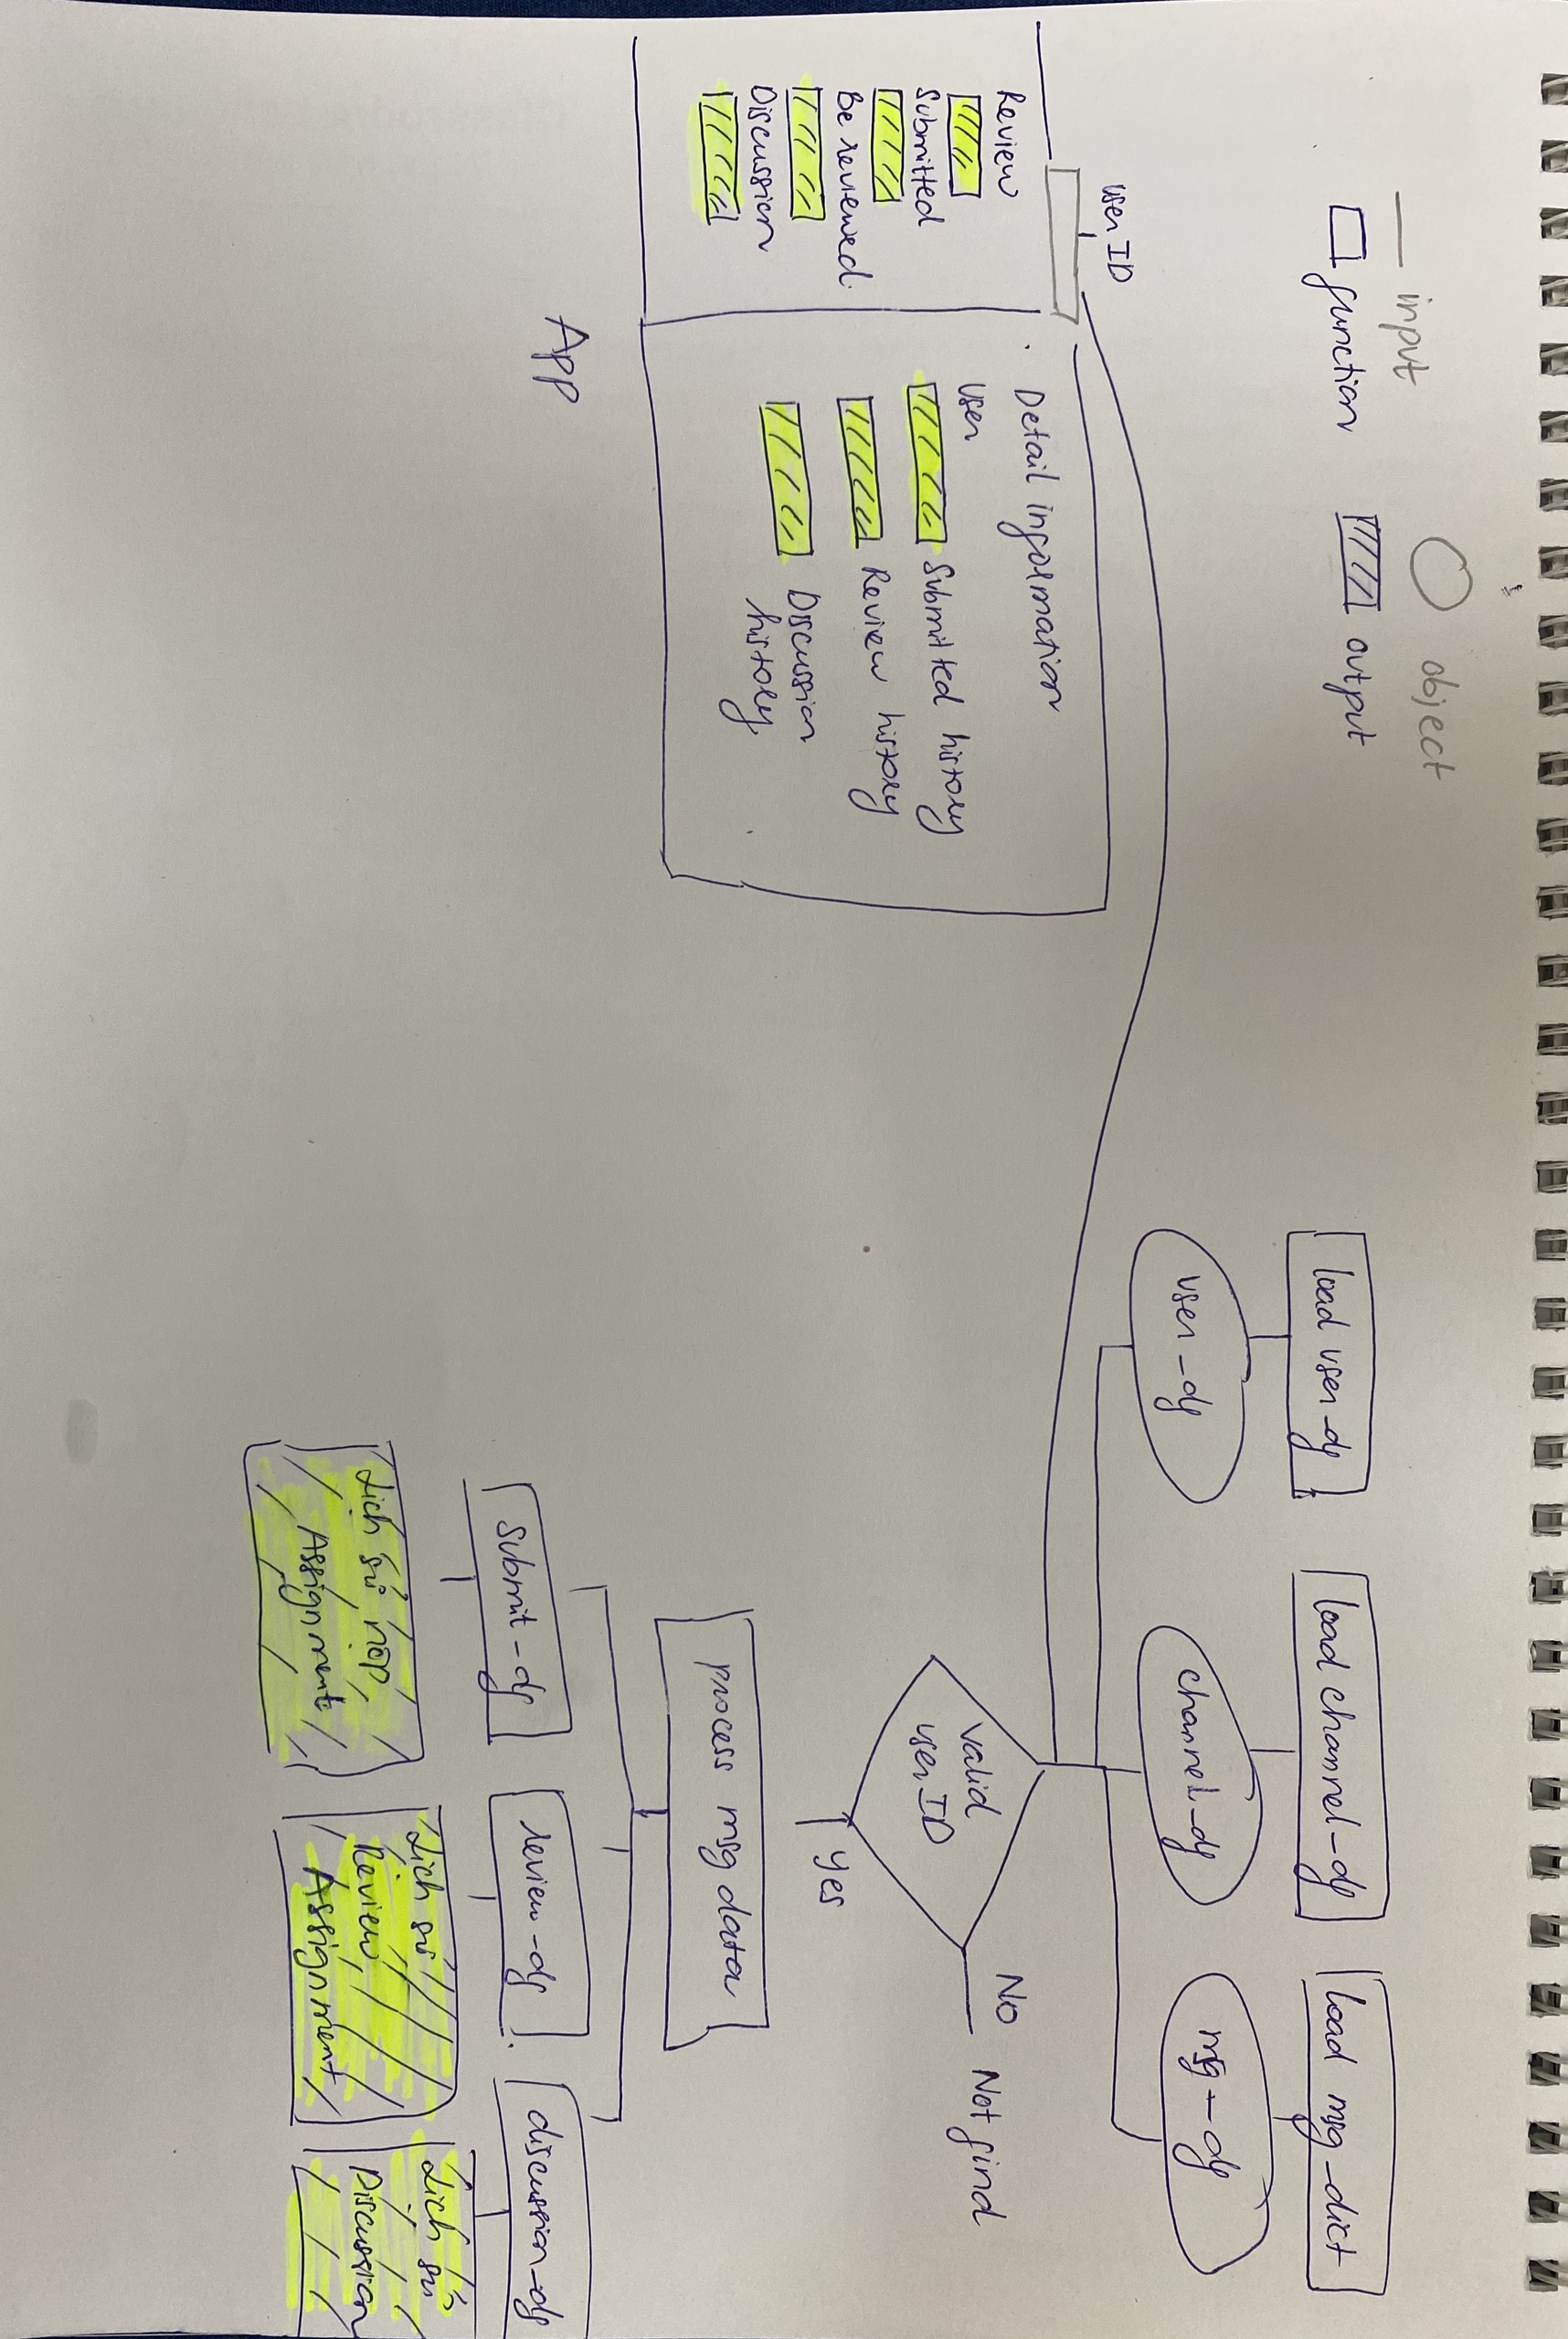 input
object
function
output
load user_df
load channel_df
load msg_dict
user_df
channel_df
msg_df
user ID
Review
Submitted
Be reviewed
Discussion
Detail information
User
Submitted history
Review history
Discussion
history
App
valid
user ID
No
Not find
Yes
process msg data
submit_df
review_df
discussion_df
Lịch sử nộp
Assignment
Lịch sử
Review
Assignment
Lịch sử
Discussion